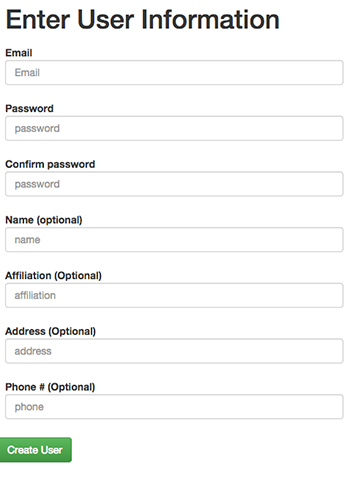 Enter User Information
Email
Email
Password
password
Confirm password
password
Name (optional)
name
Affiliation (Optional)
affiliation
Address (Optional)
address
Phone # (Optional)
phone
Create User